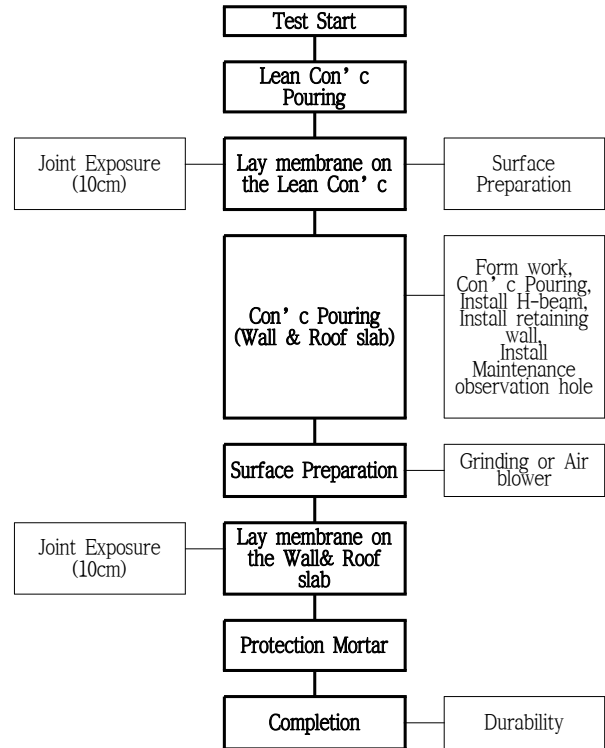 Test Start
Lean Con’ c
Pouring
Joint Exposure
(10cm)
Lay membrane on
the Lean Con’ c
Surface
Preparation
Con’ c Pouring
(Wall & Roof slab)
Form work,
Con’ c Pouring,
Install H-beam,
Install retaining
wall,
Install
Maintenance
observation hole
Surface Preparation
Grinding or Air
blower
Joint Exposure
(10cm)
Lay membrane on
the Wall& Roof
slab
Protection Mortar
Completion
Durability